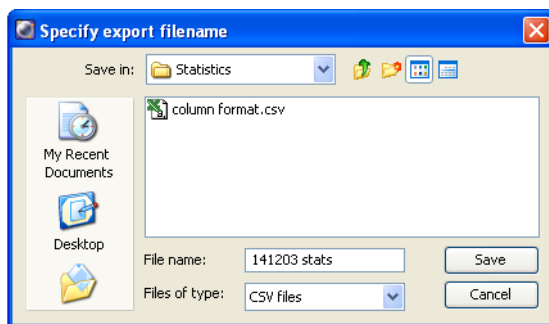 Specify export filename
Save in: Statistics
column format.csv
My Recent
Documents
Desktop
File name: 141203 stats Save
Files of type: CSV files Cancel